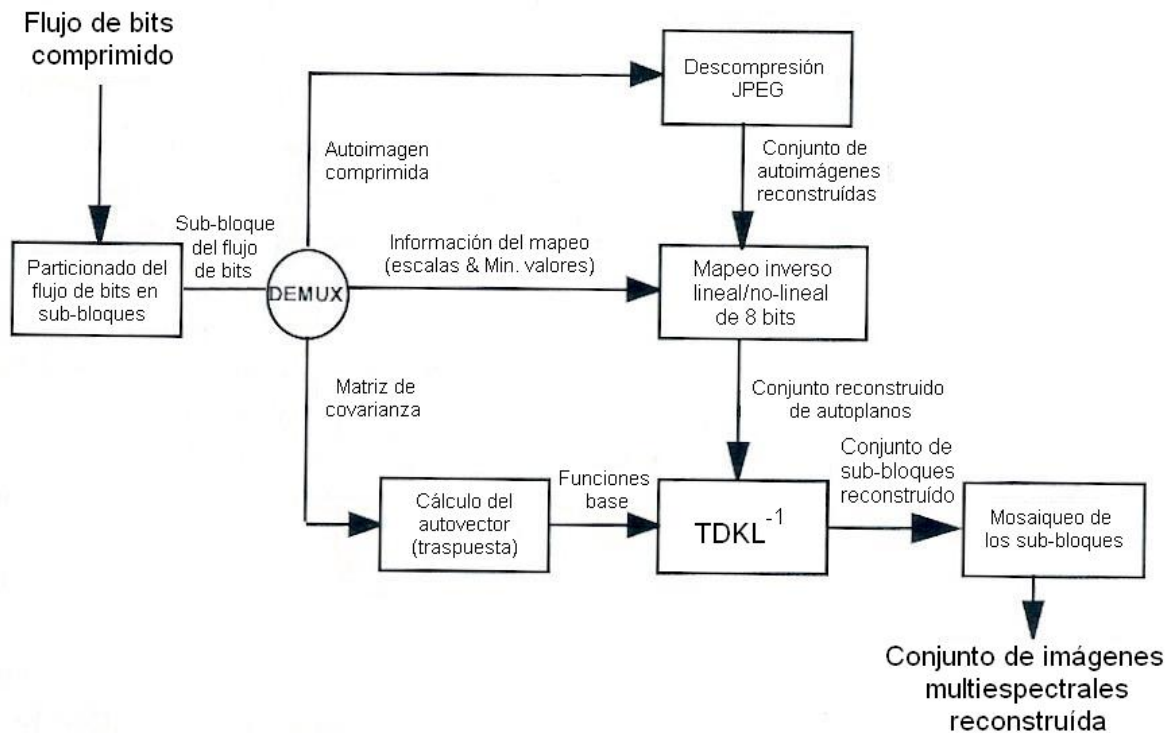 Flujo de bits
comprimido
Descompresión
JPEG
Autoimagen
comprimida
Conjunto de
autoimágenes
reconstruídas
Sub-bloque
del flujo
de bits
Información del mapeo
(escalas & Min. valores)
Particionado del
flujo de bits en
sub-bloques
DEMUX
Mapeo inverso
lineal/no-lineal
de 8 bits
Matriz de
covarianza
Conjunto reconstruido
de autoplanos
Conjunto de
sub-bloques
reconstruído
Cálculo del
autovector
(traspuesta)
Funciones
base
TDKL-1
Mosaiqueo de
los sub-bloques
Conjunto de imágenes
multiespectrales
reconstruída